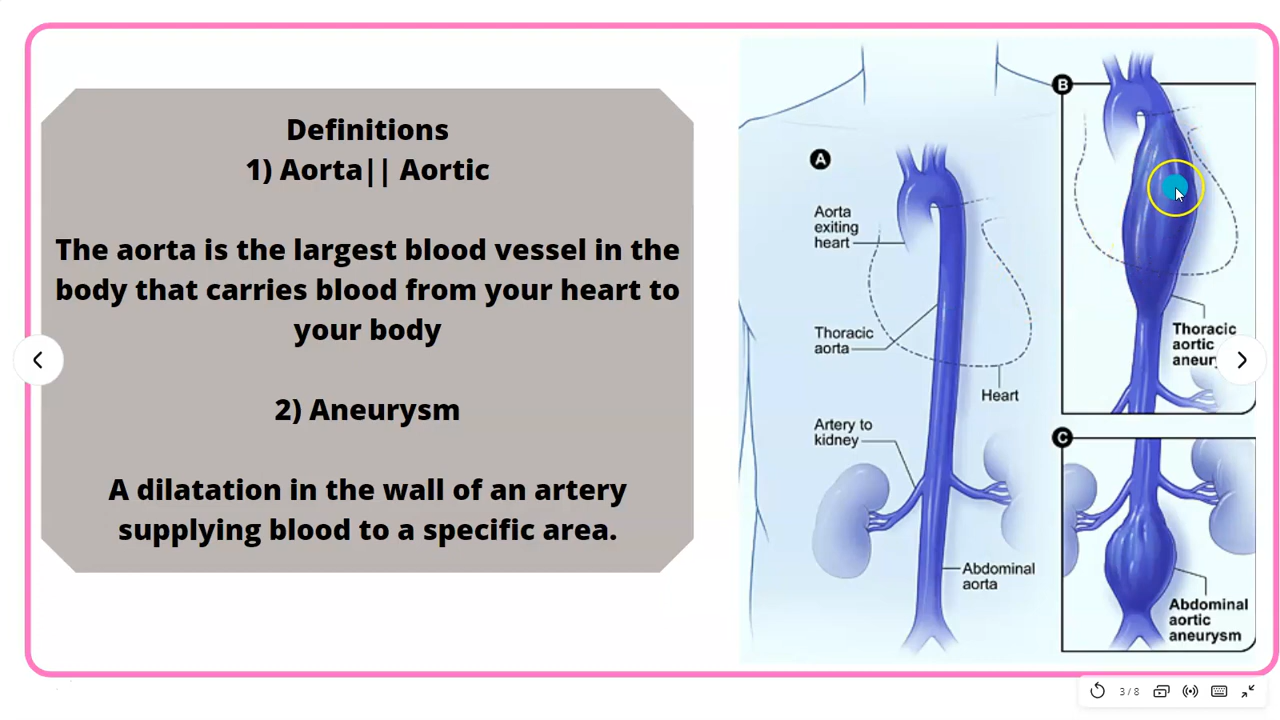 Definitions
1) Aorta|| Aortic
The aorta is the largest blood vessel in the
body that carries blood from your heart to
your body
2) Aneurysm
A dilatation in the wall of an artery
supplying blood to a specific area.
A
Aorta
exiting
heart
Thoracic
aorta
Heart
Artery to
kidney
Abdominal
aorta
B
Thoracic
aortic
C
Abdominal
aortic
aneurysm
3 / 8